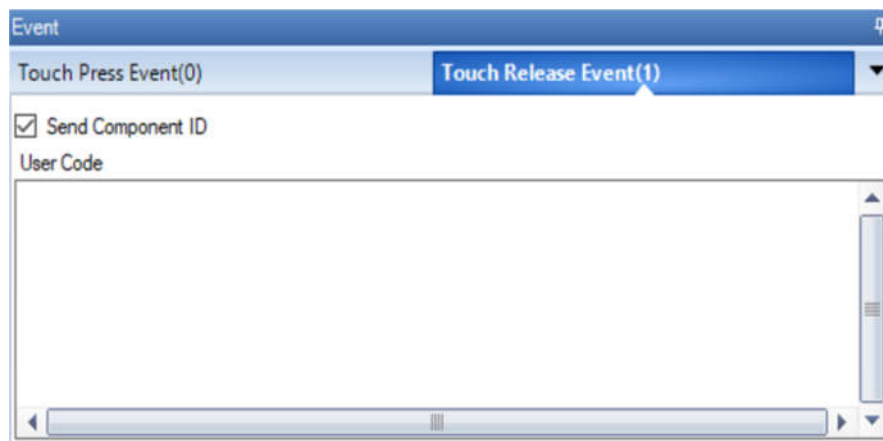 Event
Touch Press Event(0) Touch Release Event(1)
Send Component ID
User Code